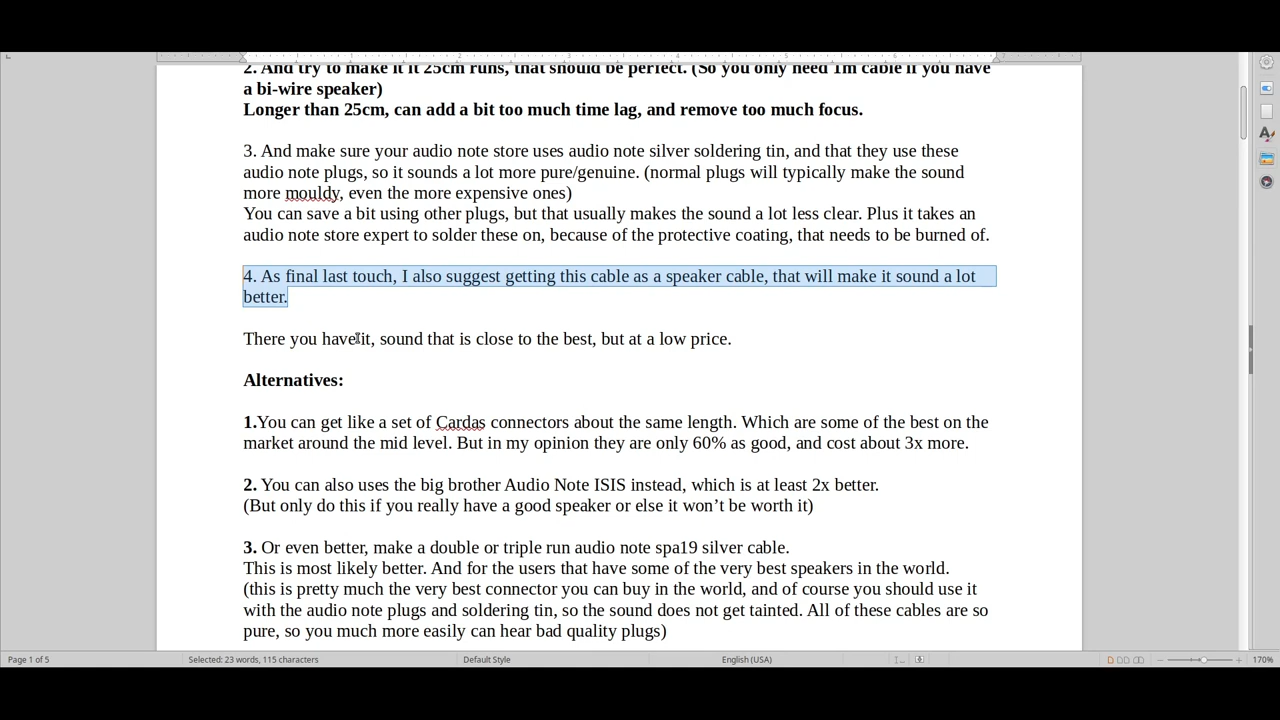 2. And try to make it it 25cm runs, that should be perfect. (So you only need 1m cable if you have
a bi-wire speaker)
Longer than 25cm, can add a bit too much time lag, and remove too much focus.
3. And make sure your audio note store uses audio note silver soldering tin, and that they use these
audio note plugs, so it sounds a lot more pure/genuine. (normal plugs will typically make the sound
more mouldy, even the more expensive ones)
You can save a bit using other plugs, but that usually makes the sound a lot less clear. Plus it takes an
audio note store expert to solder these on, because of the protective coating, that needs to be burned of.
4. As final last touch, I also suggest getting this cable as a speaker cable, that will make it sound a lot
better.
There you have it, sound that is close to the best, but at a low price.
Alternatives:
1.You can get like a set of Cardas connectors about the same length. Which are some of the best on the
market around the mid level. But in my opinion they are only 60% as good, and cost about 3x more.
2. You can also uses the big brother Audio Note ISIS instead, which is at least 2x better.
(But only do this if you really have a good speaker or else it won’t be worth it)
3. Or even better, make a double or triple run audio note spa19 silver cable.
This is most likely better. And for the users that have some of the very best speakers in the world.
(this is pretty much the very best connector you can buy in the world, and of course you should use it
with the audio note plugs and soldering tin, so the sound does not get tainted. All of these cables are so
pure, so you much more easily can hear bad quality plugs)
Page 1 of 5 Selected: 23 words, 115 characters Default Style English (USA) 170%